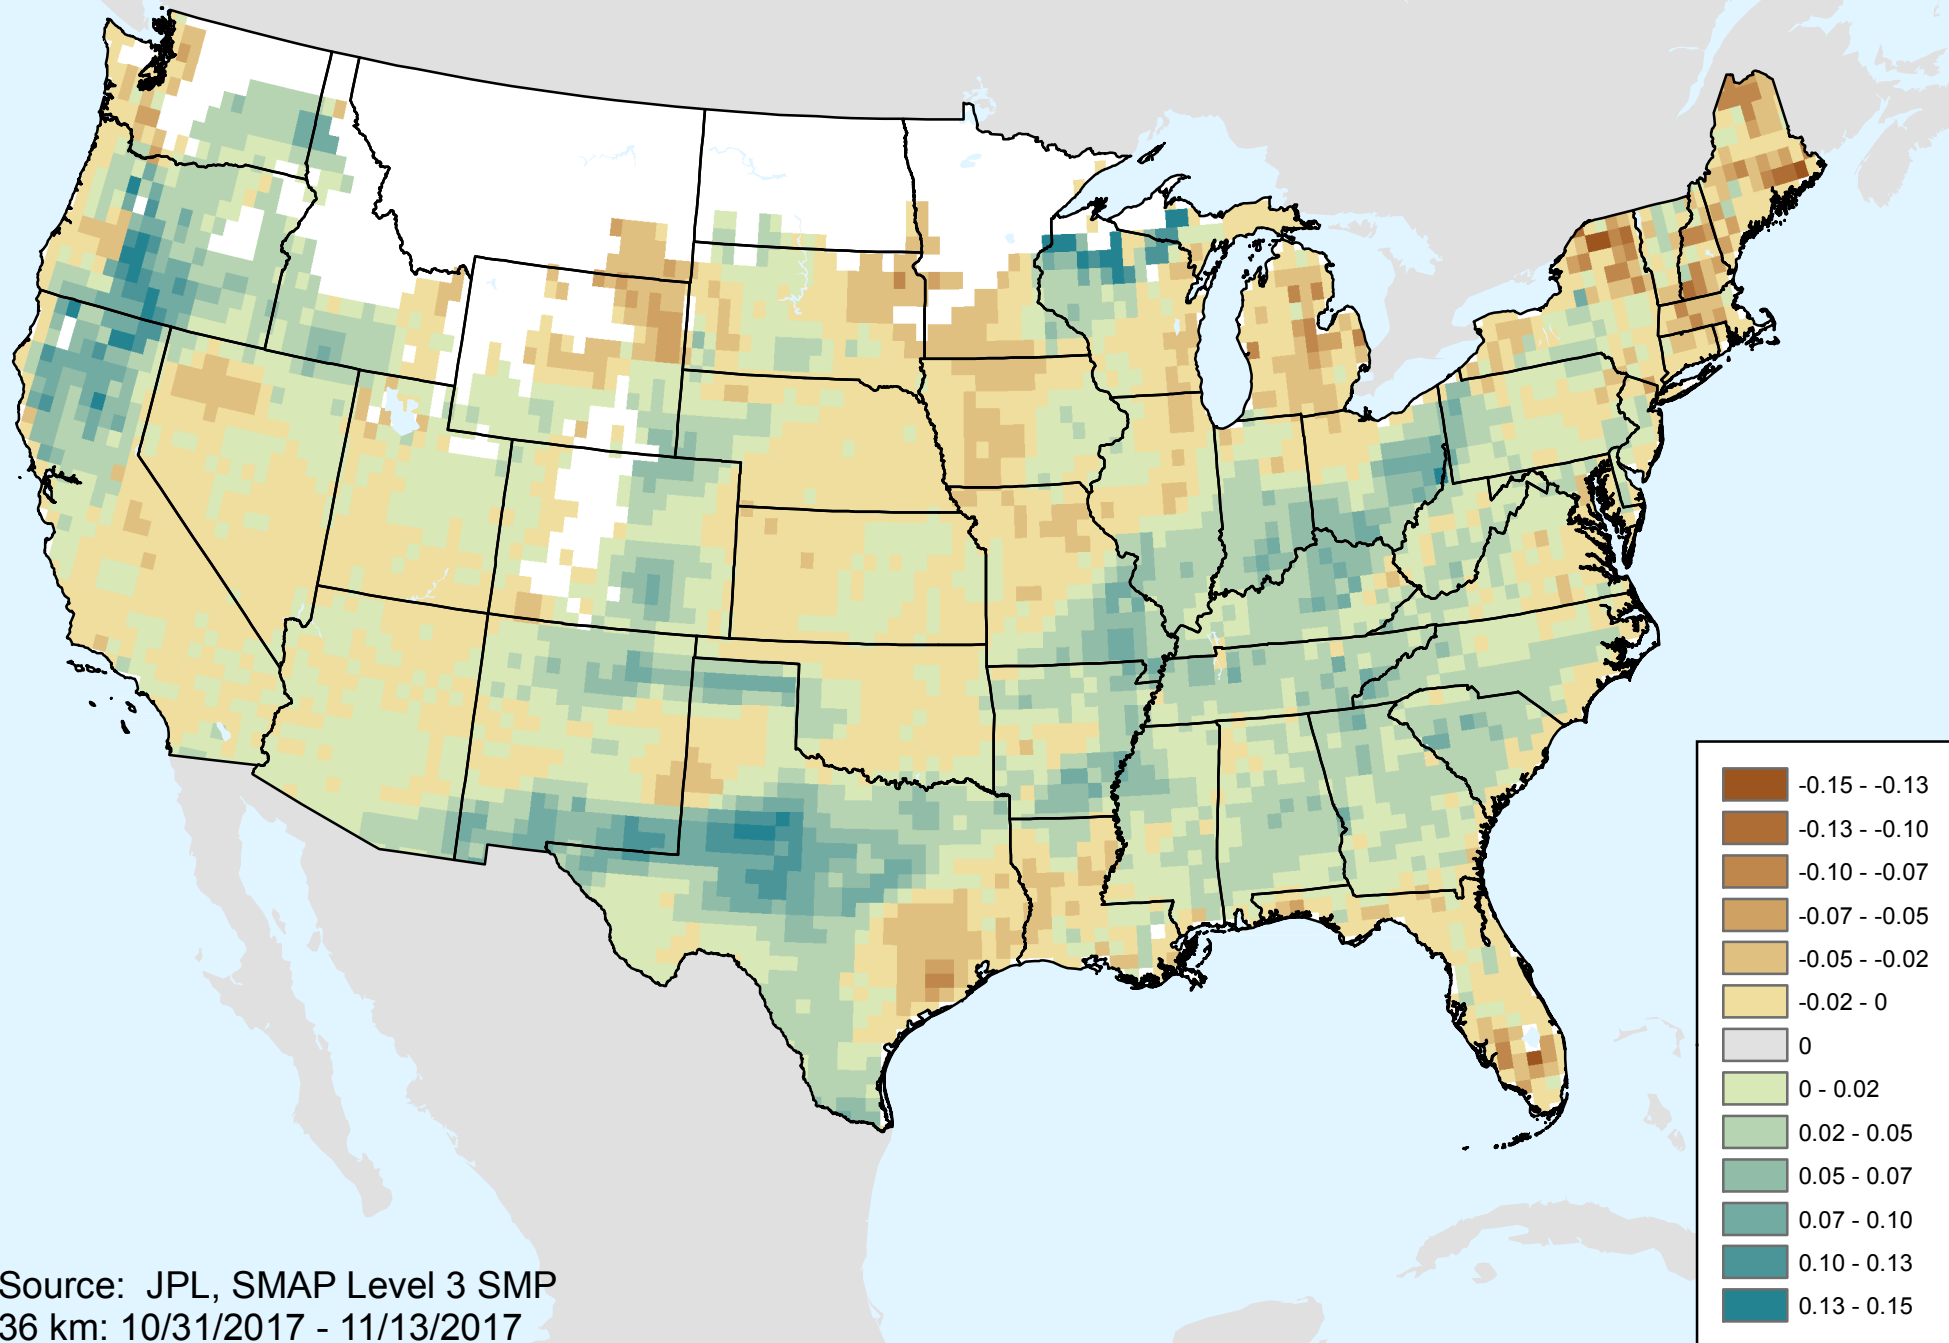 -0.15 - -0.13
-0.13 - -0.10
-0.10 - -0.07
-0.07 - -0.05
-0.05 - -0.02
-0.02 - 0
0
0 - 0.02
0.02 - 0.05
0.05 - 0.07
0.07 - 0.10
0.10 - 0.13
0.13 - 0.15
Source: JPL, SMAP Level 3 SMP
36 km: 10/31/2017 - 11/13/2017